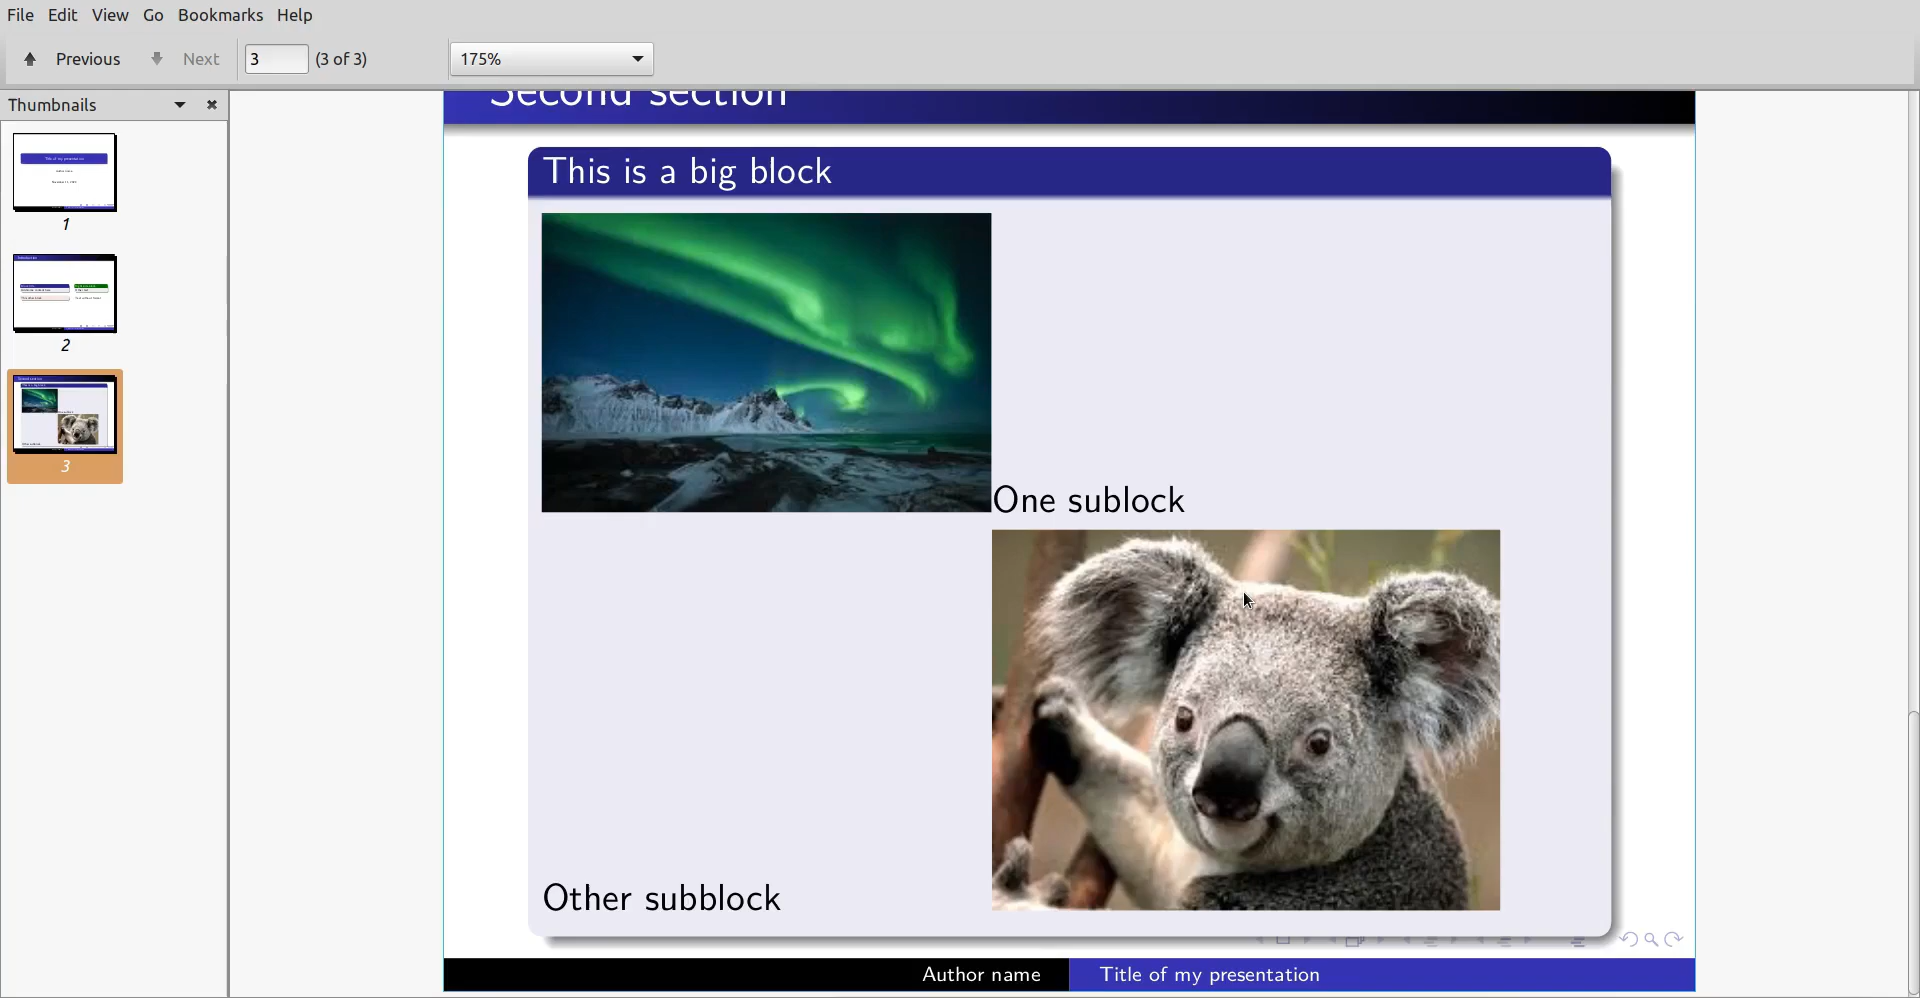 File Edit View Go Bookmarks Help
Previous Next 3 (3 of 3) 175%
Thumbnails
1
2
3
Second section
This is a big block
One sublock
Other subblock
Author name Title of my presentation